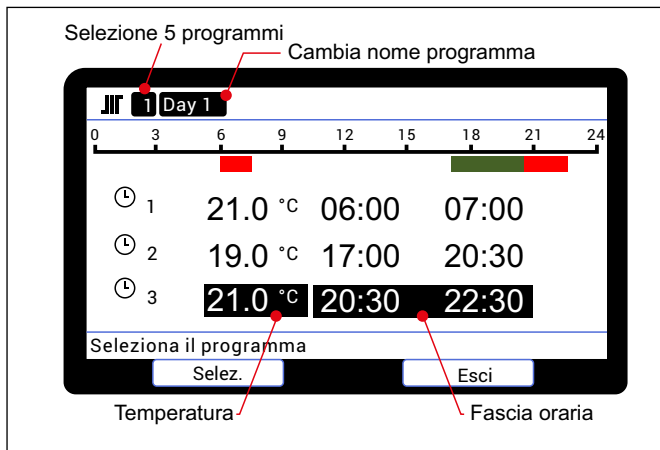 Selezione 5 programmi
Cambia nome programma
1 Day 1
0 3 6 9 12 15 18 21 24
1 21.0 °C 06:00 07:00
2 19.0 °C 17:00 20:30
3 21.0 °C 20:30 22:30
Seleziona il programma
Selez. Esci
Temperatura Fascia oraria